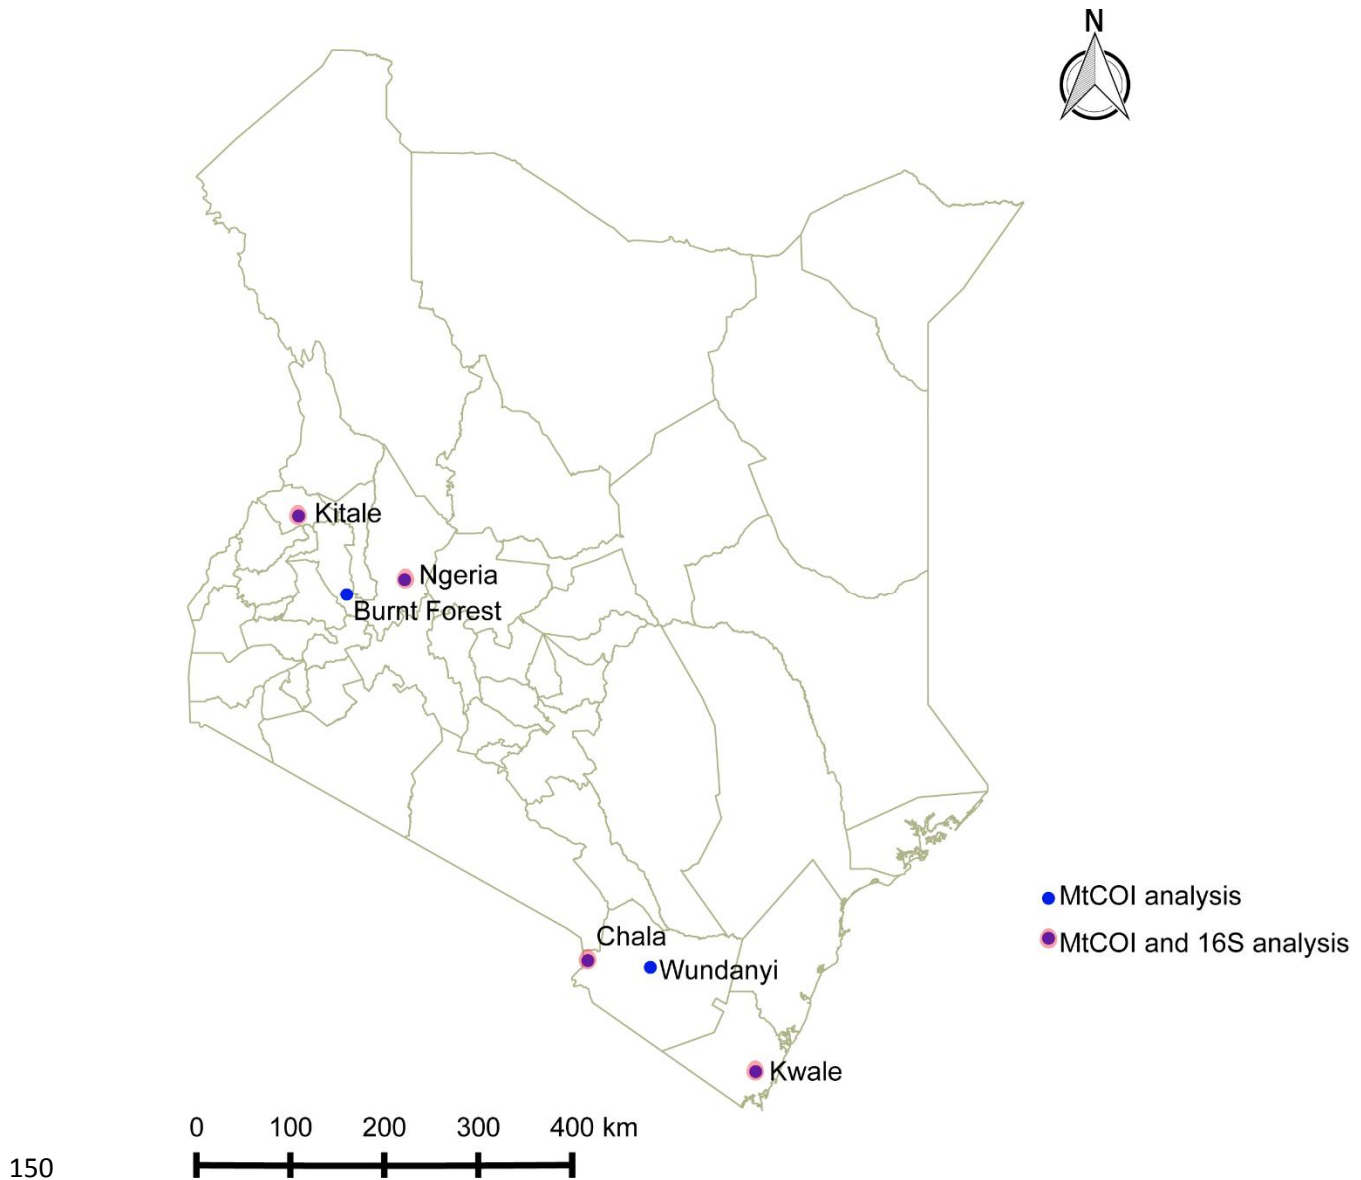 N
Kitale
Ngeria
Burnt Forest
MtCOI analysis
Chala
MtCOI and 16S analysis
Wundanyi
Kwale
0 100 200 300 400 km
150